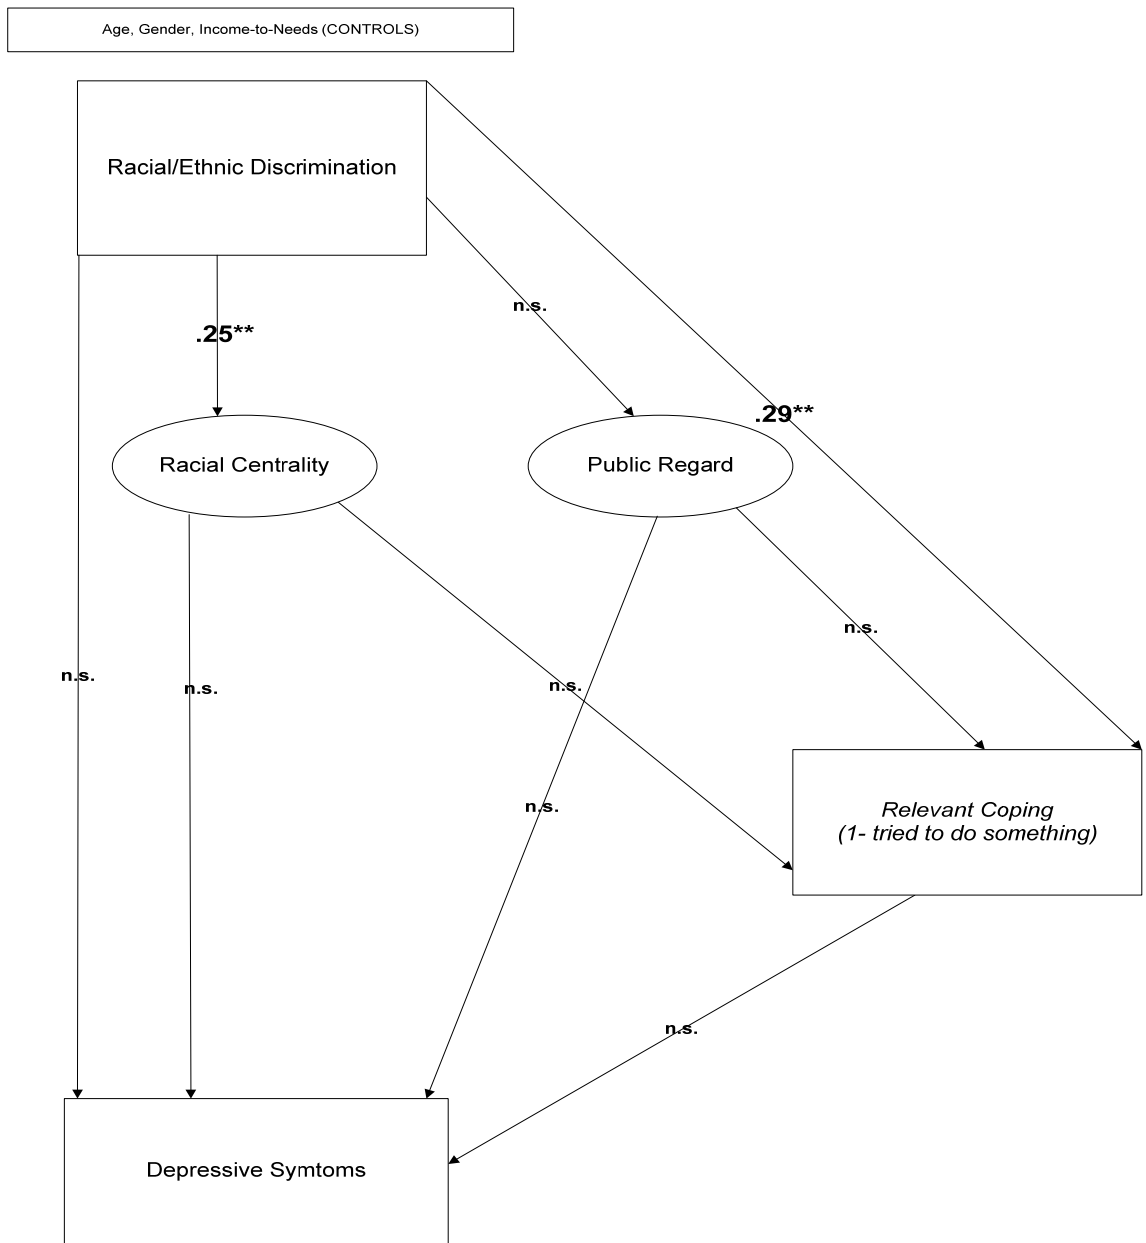 Age, Gender, Income-to-Needs (CONTROLS)
Racial/Ethnic Discrimination
n.s.
.25**
.29**
Racial Centrality
Public Regard
n.s.
n.s.
n.s.
n.s.
n.s.
Relevant Coping
(1- tried to do something)
n.s.
Depressive Symtoms